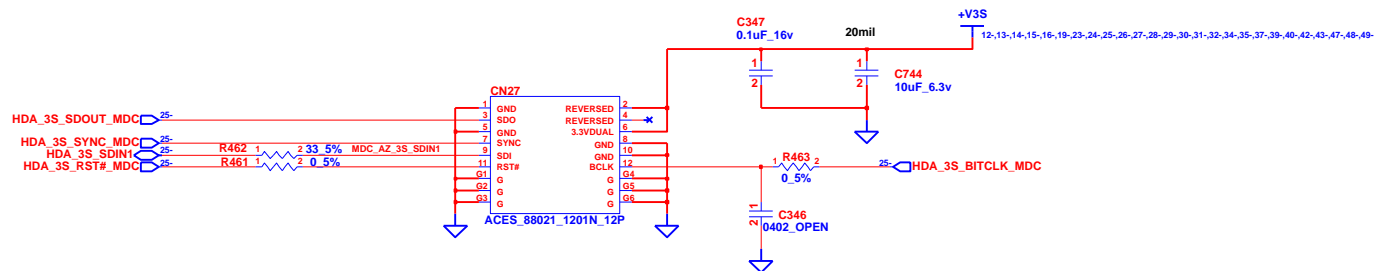 +V3S
C347
0.1uF_16v
20mil
12-,13-,14-,15-,16-,19-,23-,24-,25-,26-,27-,28-,29-,30-,31-,32-,34-,35-,37-,39-,40-,42-,43-,47-,48-,49-
1
2
1
2
C744
10uF_6.3v
CN27
1 GND REVERSED 2
HDA_3S_SDOUT_MDC 25- 3 SDO REVERSED 4
5 GND 3.3VDUAL 6
HDA_3S_SYNC_MDC 25- 7 SYNC GND 8
HDA_3S_SDIN1 25- R462 1 2 33_5% MDC_AZ_3S_SDIN1 9 SDI GND 10
HDA_3S_RST#_MDC 25- R461 1 2 0_5% 11 RST# BCLK 12 1 R463 2 0_5% 25- HDA_3S_BITCLK_MDC
G1 G G G4
G2 G G G5
G3 G G G6
ACES_88021_1201N_12P
1
2
C346
0402_OPEN